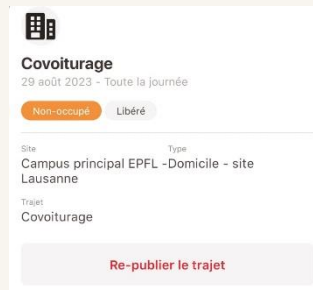 Covoiturage
29 août 2023 - Toute la journée
Non-occupé Libéré
Site Type
Campus principal EPFL - Domicile - site
Lausanne
Trajet
Covoiturage
Re-publier le trajet